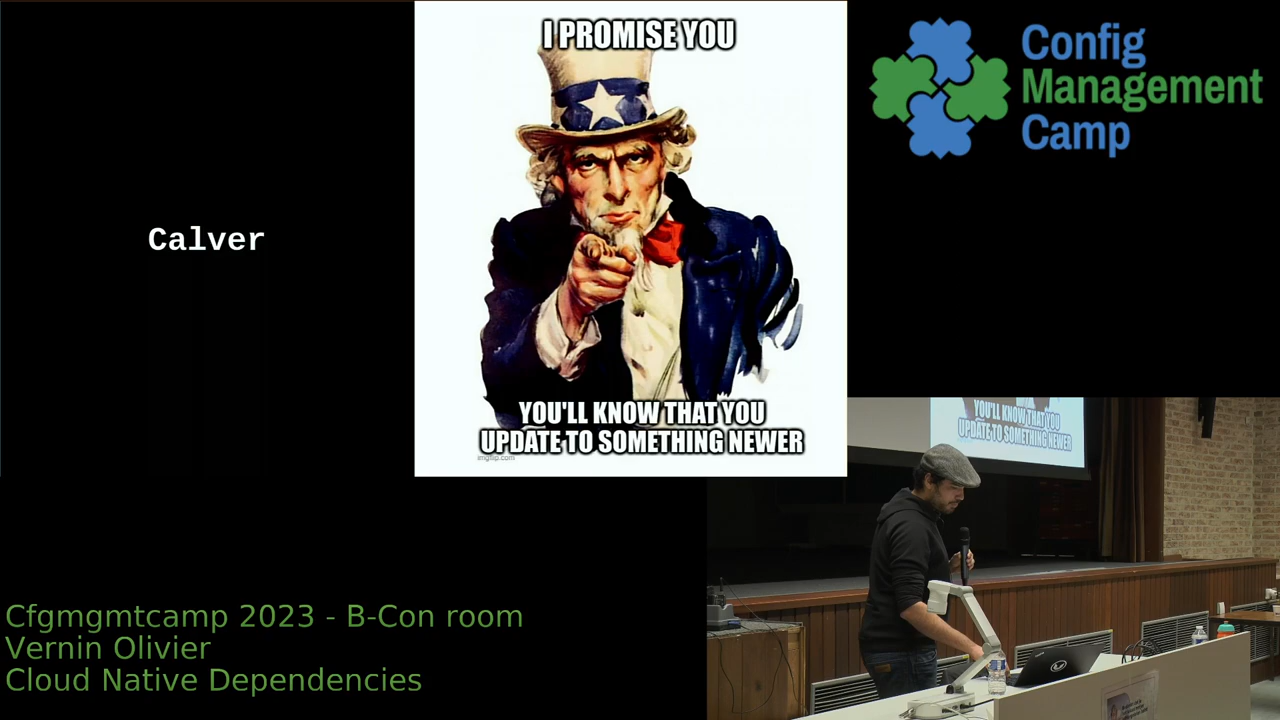 Calver
I PROMISE YOU
YOU'LL KNOW THAT YOU
UPDATE TO SOMETHING NEWER
imgflip.com
Config
Management
Camp
YOU'LL KNOW THAT YOU
UPDATE TO SOMETHING NEWER
Cfgmgmtcamp 2023 - B-Con room
Vernin Olivier
Cloud Native Dependencies